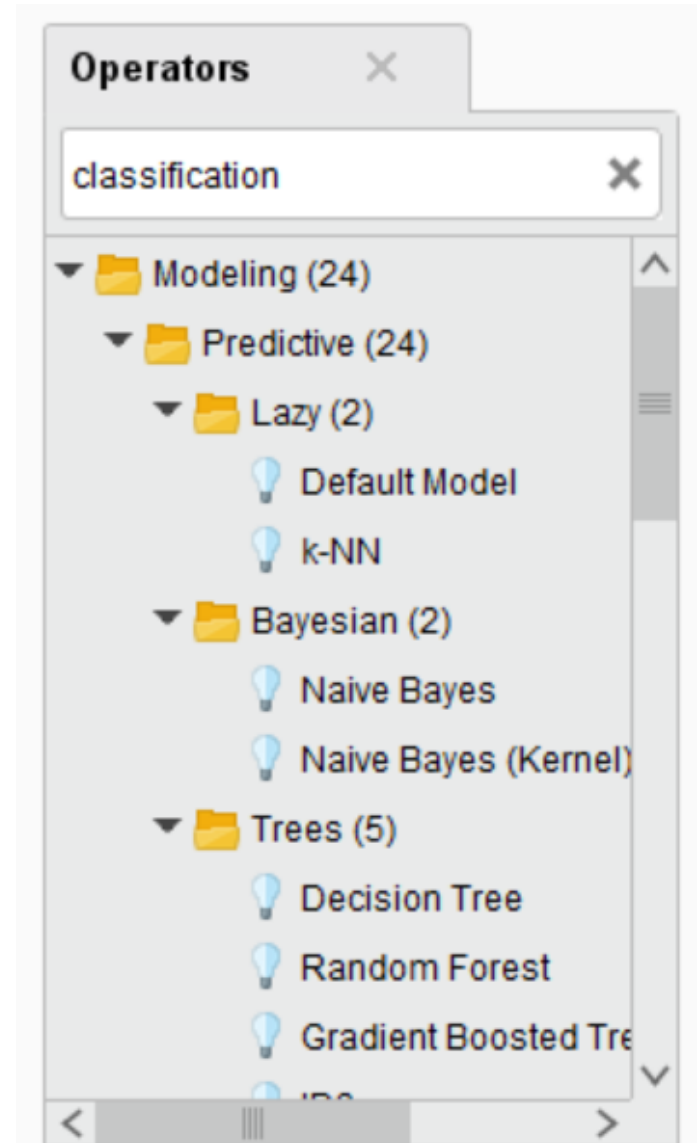 Operators
classification
Modeling (24)
Predictive (24)
Lazy (2)
Default Model
k-NN
Bayesian (2)
Naive Bayes
Naive Bayes (Kernel)
Trees (5)
Decision Tree
Random Forest
Gradient Boosted Tre